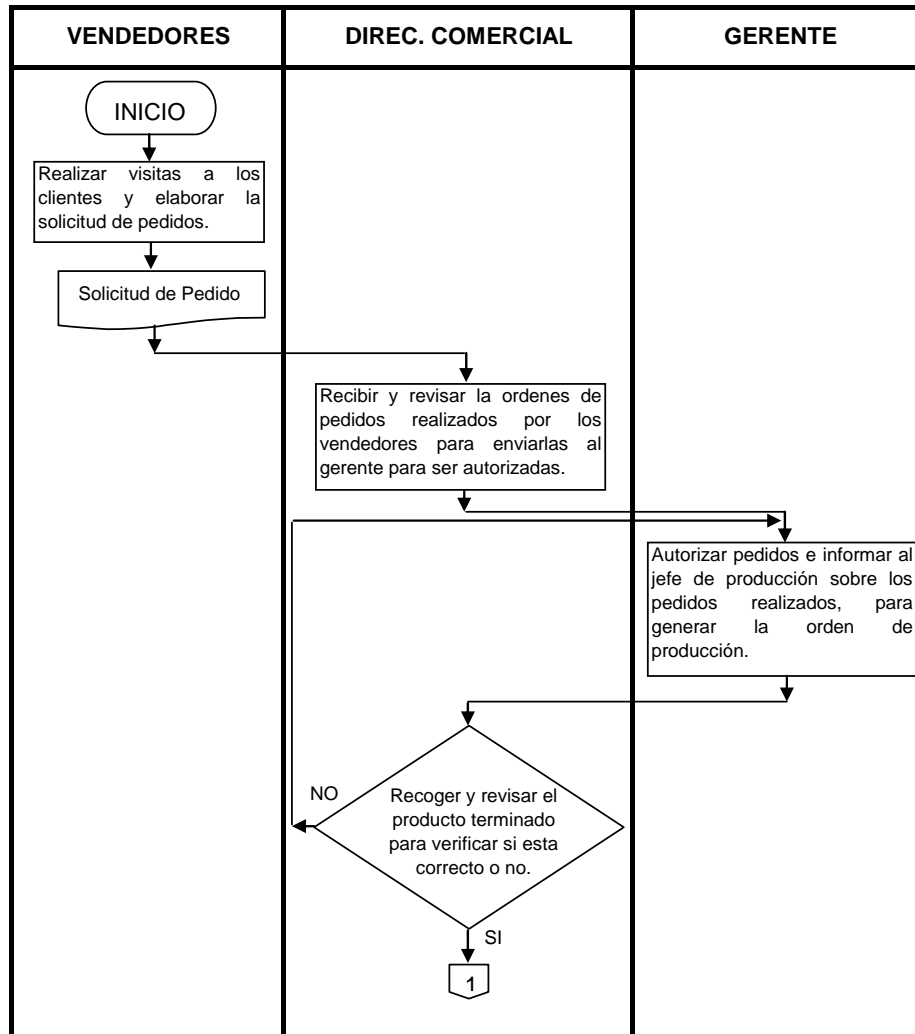 VENDEDORES
DIREC. COMERCIAL
GERENTE
INICIO
Realizar visitas a los
clientes y elaborar la
solicitud de pedidos.
Solicitud de Pedido
Recibir y revisar la ordenes de
pedidos realizados por los
vendedores para enviarlas al
gerente para ser autorizadas.
Autorizar pedidos e informar al
jefe de producción sobre los
pedidos realizados, para
generar la orden de
producción.
NO
Recoger y revisar el
producto terminado
para verificar si esta
correcto o no.
SI
1